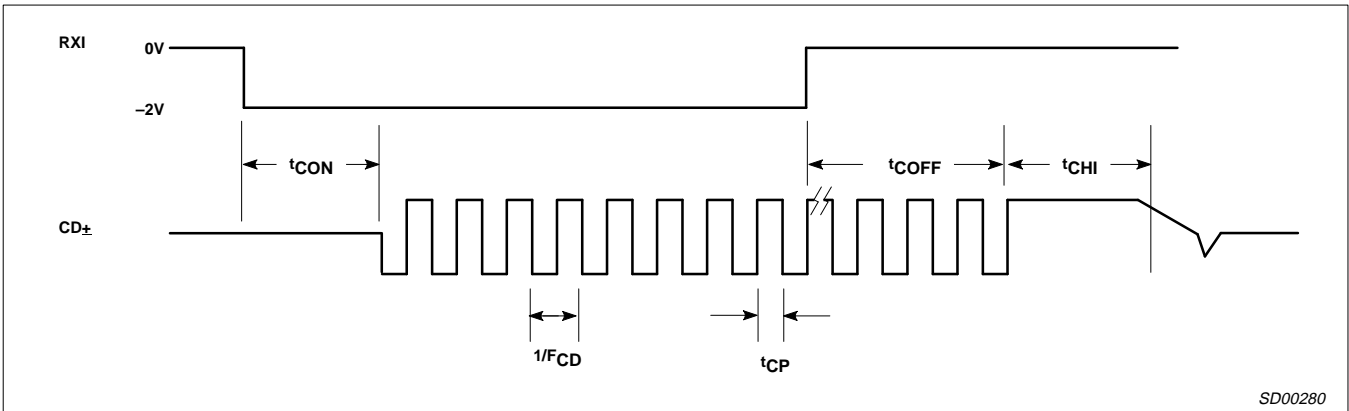 RXI
0V
–2V
tCON
tCOFF
tCHI
CD±
1/FCD
tCP
SD00280